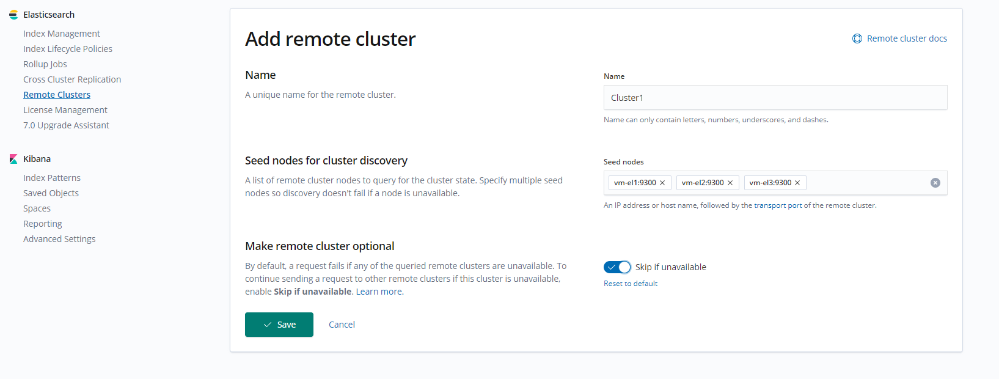 Elasticsearch
Index Management
Index Lifecycle Policies
Rollup Jobs
Cross Cluster Replication
Remote Clusters
License Management
7.0 Upgrade Assistant
Kibana
Index Patterns
Saved Objects
Spaces
Reporting
Advanced Settings
Add remote cluster
Remote cluster docs
Name
A unique name for the remote cluster.
Name
Cluster1
Name can only contain letters, numbers, underscores, and dashes.
Seed nodes for cluster discovery
A list of remote cluster nodes to query for the cluster state. Specify multiple seed
nodes so discovery doesn't fail if a node is unavailable.
Seed nodes
vm-el1:9300 vm-el2:9300 vm-el3:9300
An IP address or host name, followed by the transport port of the remote cluster.
Make remote cluster optional
By default, a request fails if any of the queried remote clusters are unavailable. To
continue sending a request to other remote clusters if this cluster is unavailable,
enable Skip if unavailable. Learn more.
Skip if unavailable
Reset to default
Save
Cancel